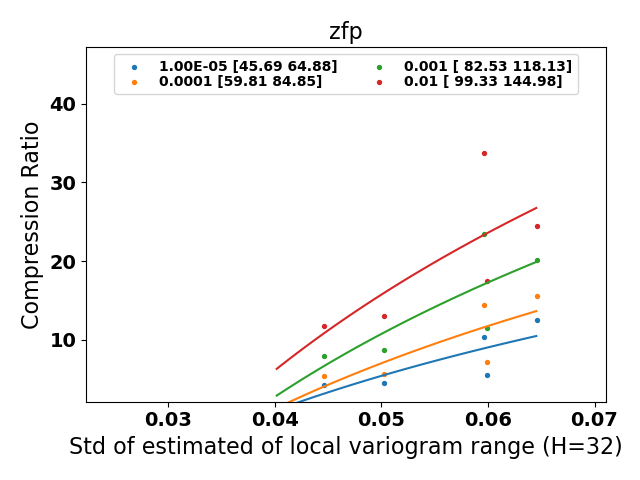 zfp
1.00E-05 [45.69 64.88]
0.0001 [59.81 84.85]
0.001 [ 82.53 118.13]
0.01 [ 99.33 144.98]
Compression Ratio
40
30
20
10
0.03 0.04 0.05 0.06 0.07
Std of estimated of local variogram range (H=32)